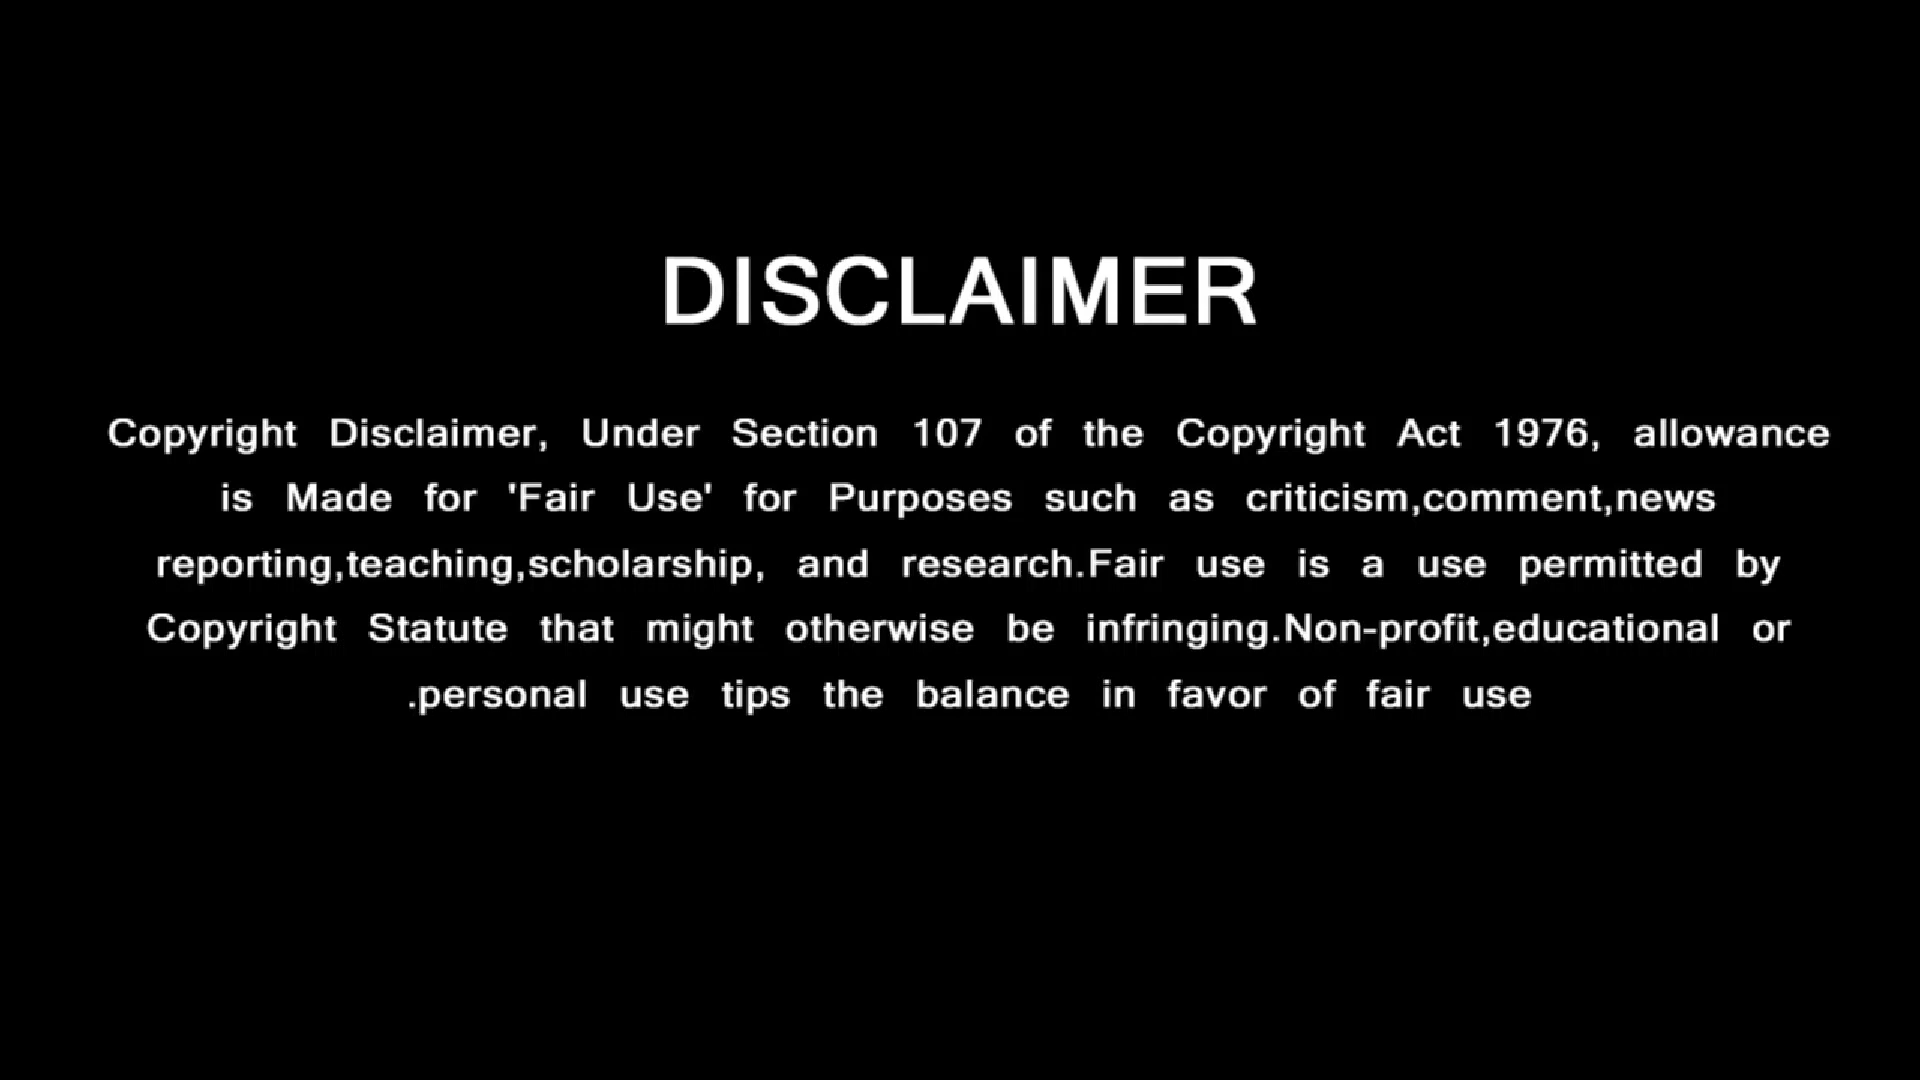 DISCLAIMER
Copyright Disclaimer, Under Section 107 of the Copyright Act 1976, allowance
is Made for 'Fair Use' for Purposes such as criticism,comment,news
reporting,teaching,scholarship, and research.Fair use is a use permitted by
Copyright Statute that might otherwise be infringing.Non-profit,educational or
.personal use tips the balance in favor of fair use